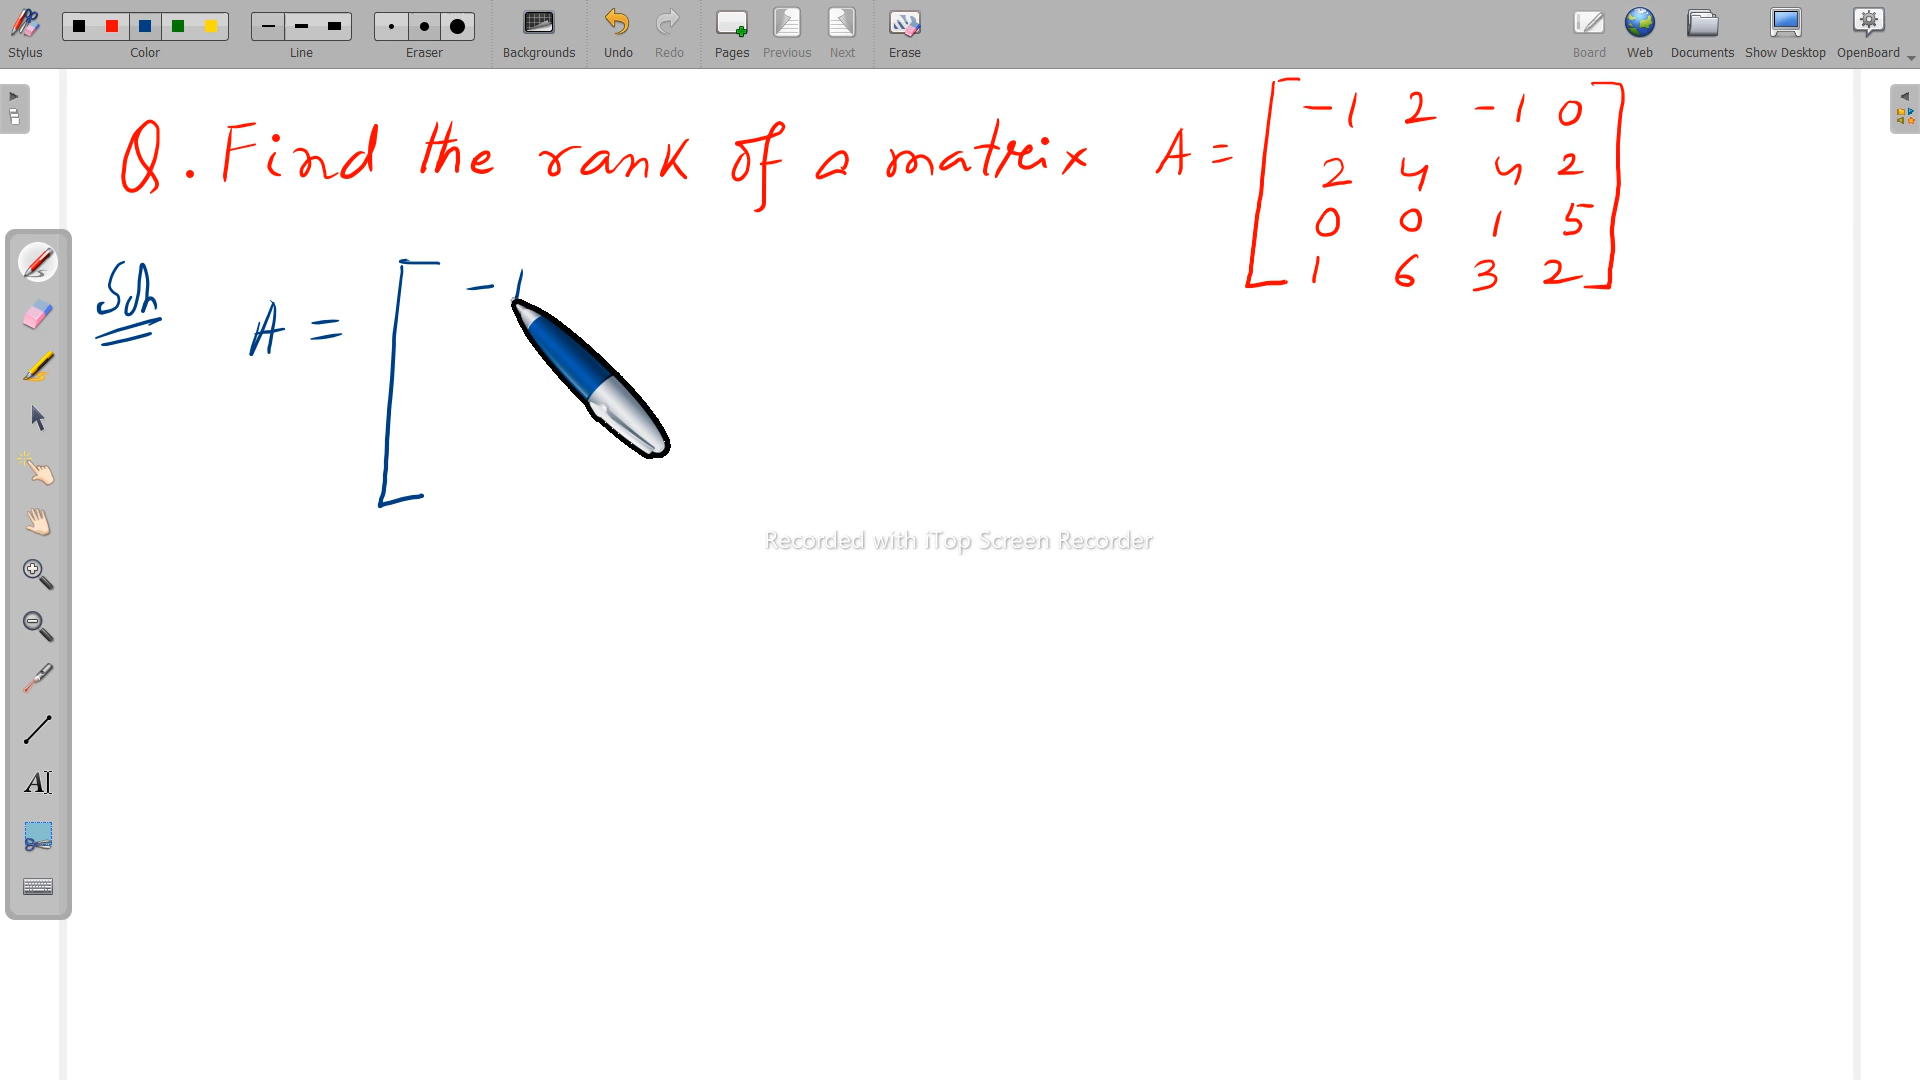 Stylus Color Line Eraser Backgrounds Undo Redo Pages Previous Next Erase Board Web Documents Show Desktop OpenBoard
Q. Find the rank of a matrix A = [ -1 2 -1 0
2 4 4 2
0 0 1 5
1 6 3 2 ]
Soln A = [ -1
Recorded with iTop Screen Recorder
AI